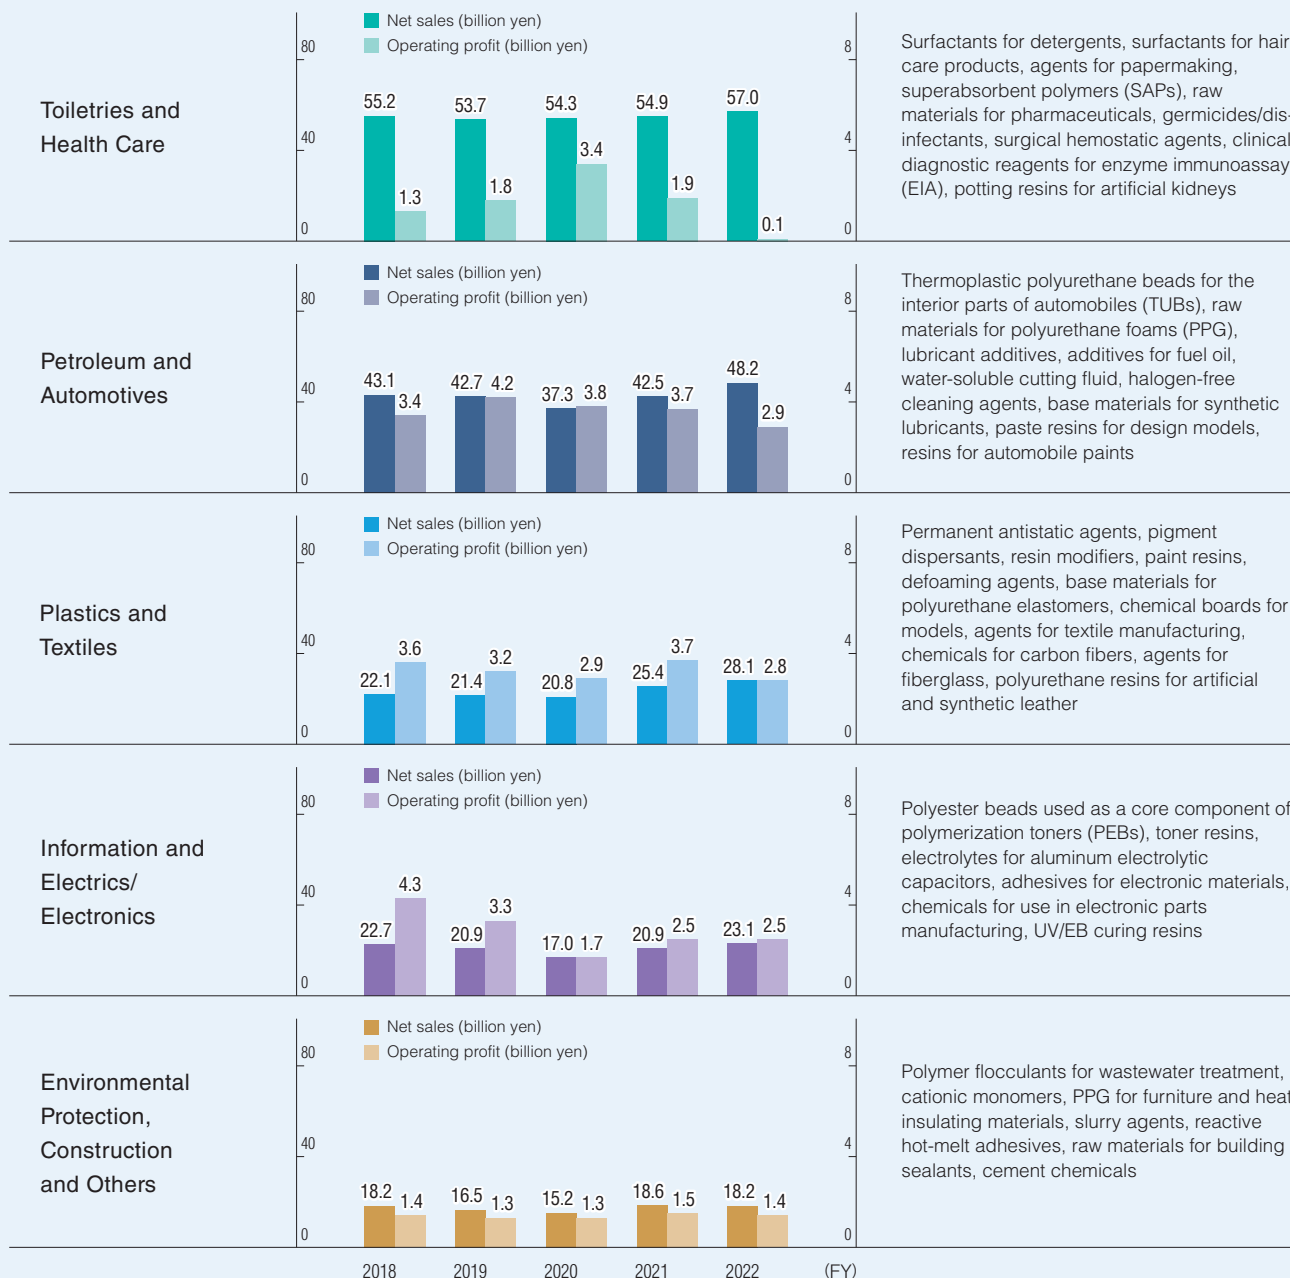 Toiletries and
Health Care
Net sales (billion yen)
Operating profit (billion yen)
80
40
0
8
4
0
55.2
1.3
53.7
1.8
54.3
3.4
54.9
1.9
57.0
0.1
Surfactants for detergents, surfactants for hair
care products, agents for papermaking,
superabsorbent polymers (SAPs), raw
materials for pharmaceuticals, germicides/dis-
infectants, surgical hemostatic agents, clinical
diagnostic reagents for enzyme immunoassay
(EIA), potting resins for artificial kidneys
Petroleum and
Automotives
Net sales (billion yen)
Operating profit (billion yen)
80
40
0
8
4
0
43.1
3.4
42.7
4.2
37.3
3.8
42.5
3.7
48.2
2.9
Thermoplastic polyurethane beads for the
interior parts of automobiles (TUBs), raw
materials for polyurethane foams (PPG),
lubricant additives, additives for fuel oil,
water-soluble cutting fluid, halogen-free
cleaning agents, base materials for synthetic
lubricants, paste resins for design models,
resins for automobile paints
Plastics and
Textiles
Net sales (billion yen)
Operating profit (billion yen)
80
40
0
8
4
0
22.1
3.6
21.4
3.2
20.8
2.9
25.4
3.7
28.1
2.8
Permanent antistatic agents, pigment
dispersants, resin modifiers, paint resins,
defoaming agents, base materials for
polyurethane elastomers, chemical boards for
models, agents for textile manufacturing,
chemicals for carbon fibers, agents for
fiberglass, polyurethane resins for artificial
and synthetic leather
Information and
Electrics/
Electronics
Net sales (billion yen)
Operating profit (billion yen)
80
40
0
8
4
0
22.7
4.3
20.9
3.3
17.0
1.7
20.9
2.5
23.1
2.5
Polyester beads used as a core component of
polymerization toners (PEBs), toner resins,
electrolytes for aluminum electrolytic
capacitors, adhesives for electronic materials,
chemicals for use in electronic parts
manufacturing, UV/EB curing resins
Environmental
Protection,
Construction
and Others
Net sales (billion yen)
Operating profit (billion yen)
80
40
0
8
4
0
18.2
1.4
16.5
1.3
15.2
1.3
18.6
1.5
18.2
1.4
Polymer flocculants for wastewater treatment,
cationic monomers, PPG for furniture and heat
insulating materials, slurry agents, reactive
hot-melt adhesives, raw materials for building
sealants, cement chemicals
2018
2019
2020
2021
2022
(FY)